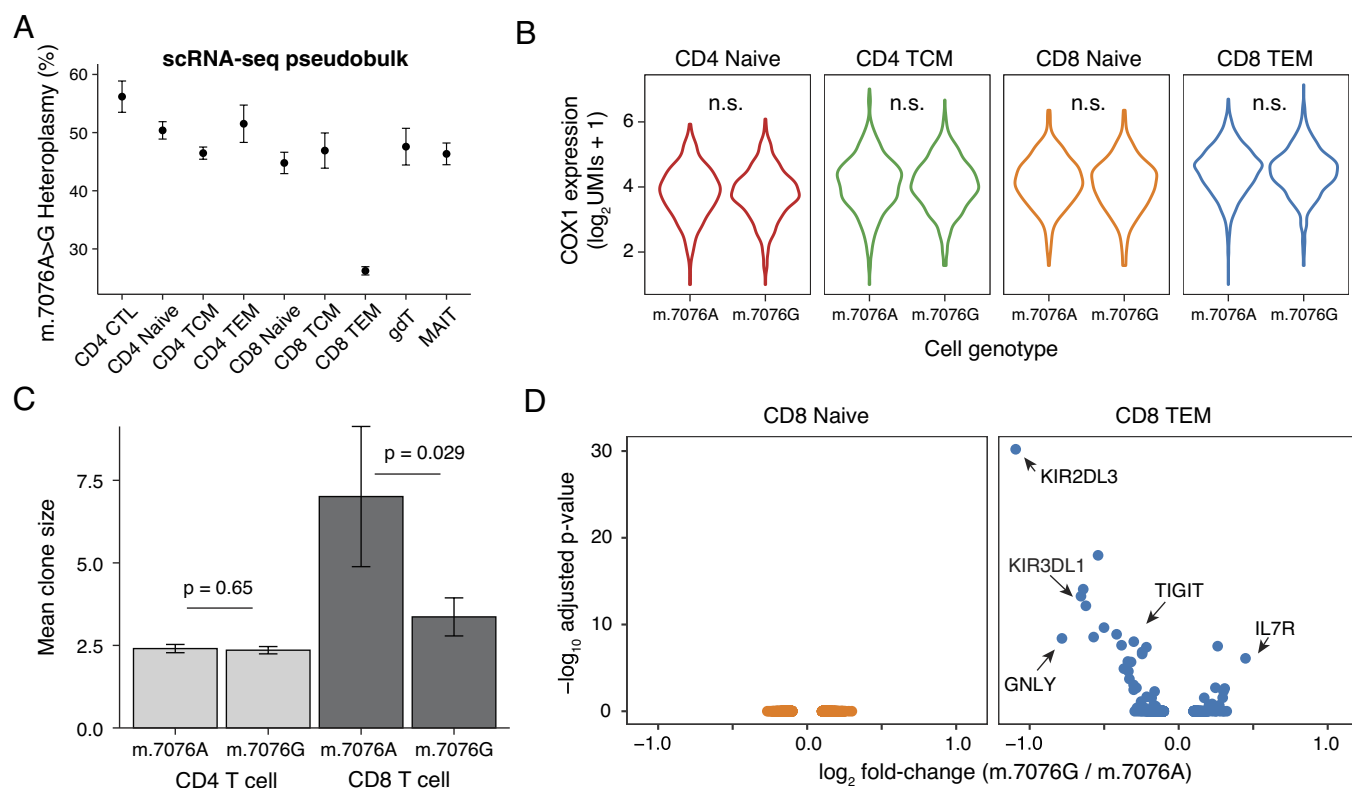 A
scRNA-seq pseudobulk
m.7076A>G Heteroplasmy (%)
60
50
40
30
CD4 CTL
CD4 Naive
CD4 TCM
CD4 TEM
CD8 Naive
CD8 TCM
CD8 TEM
gdT
MAIT
B
CD4 Naive
CD4 TCM
CD8 Naive
CD8 TEM
n.s.
n.s.
n.s.
n.s.
COX1 expression
(log₂ UMIs + 1)
6
4
2
m.7076A
m.7076G
m.7076A
m.7076G
m.7076A
m.7076G
m.7076A
m.7076G
Cell genotype
C
Mean clone size
7.5
5.0
2.5
0.0
p = 0.65
p = 0.029
m.7076A
m.7076G
m.7076A
m.7076G
CD4 T cell
CD8 T cell
D
CD8 Naive
CD8 TEM
−log₁₀ adjusted p-value
30
20
10
0
KIR2DL3
KIR3DL1
TIGIT
IL7R
GNLY
−1.0
0.0
1.0
−1.0
0.0
1.0
log₂ fold-change (m.7076G / m.7076A)